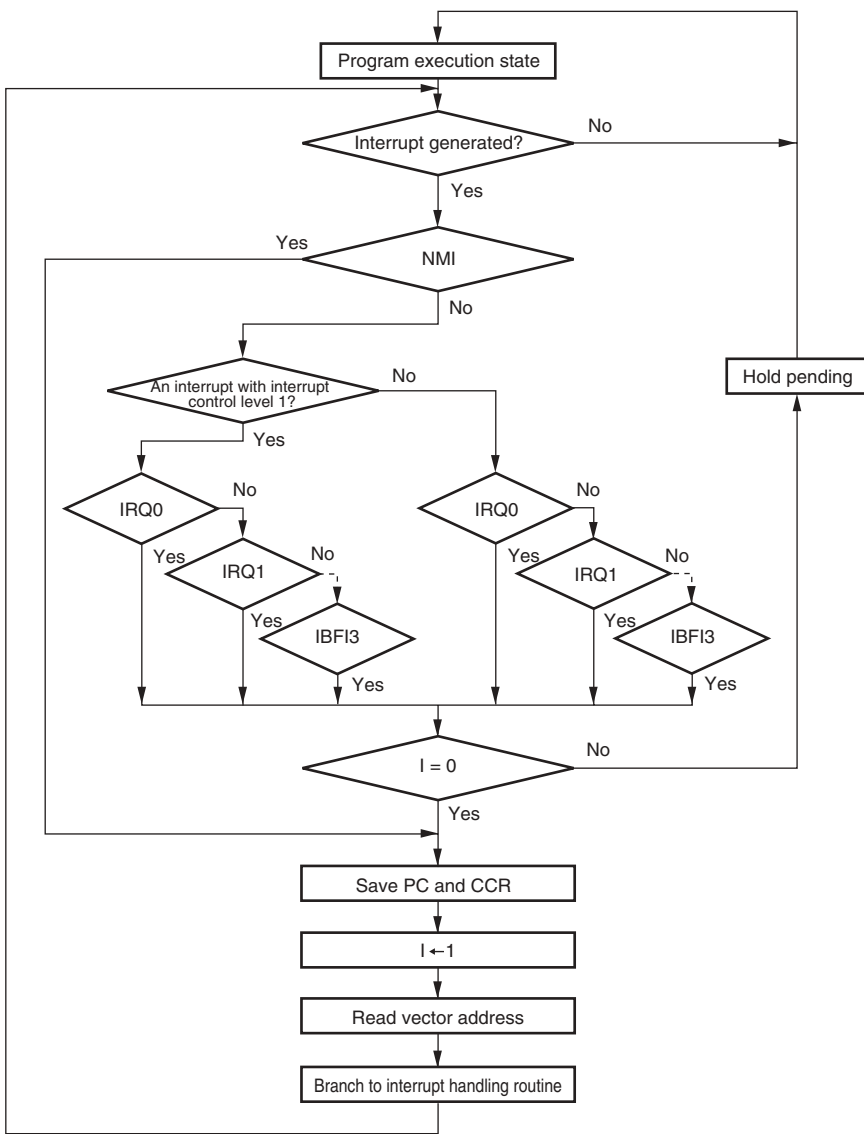 Program execution state
Interrupt generated?
No
Yes
Yes
NMI
No
An interrupt with interrupt
control level 1?
No
Hold pending
Yes
IRQ0
No
IRQ0
No
Yes
IRQ1
No
Yes
IRQ1
No
Yes
IBFI3
Yes
IBFI3
Yes
Yes
I = 0
No
Yes
Save PC and CCR
I ←1
Read vector address
Branch to interrupt handling routine